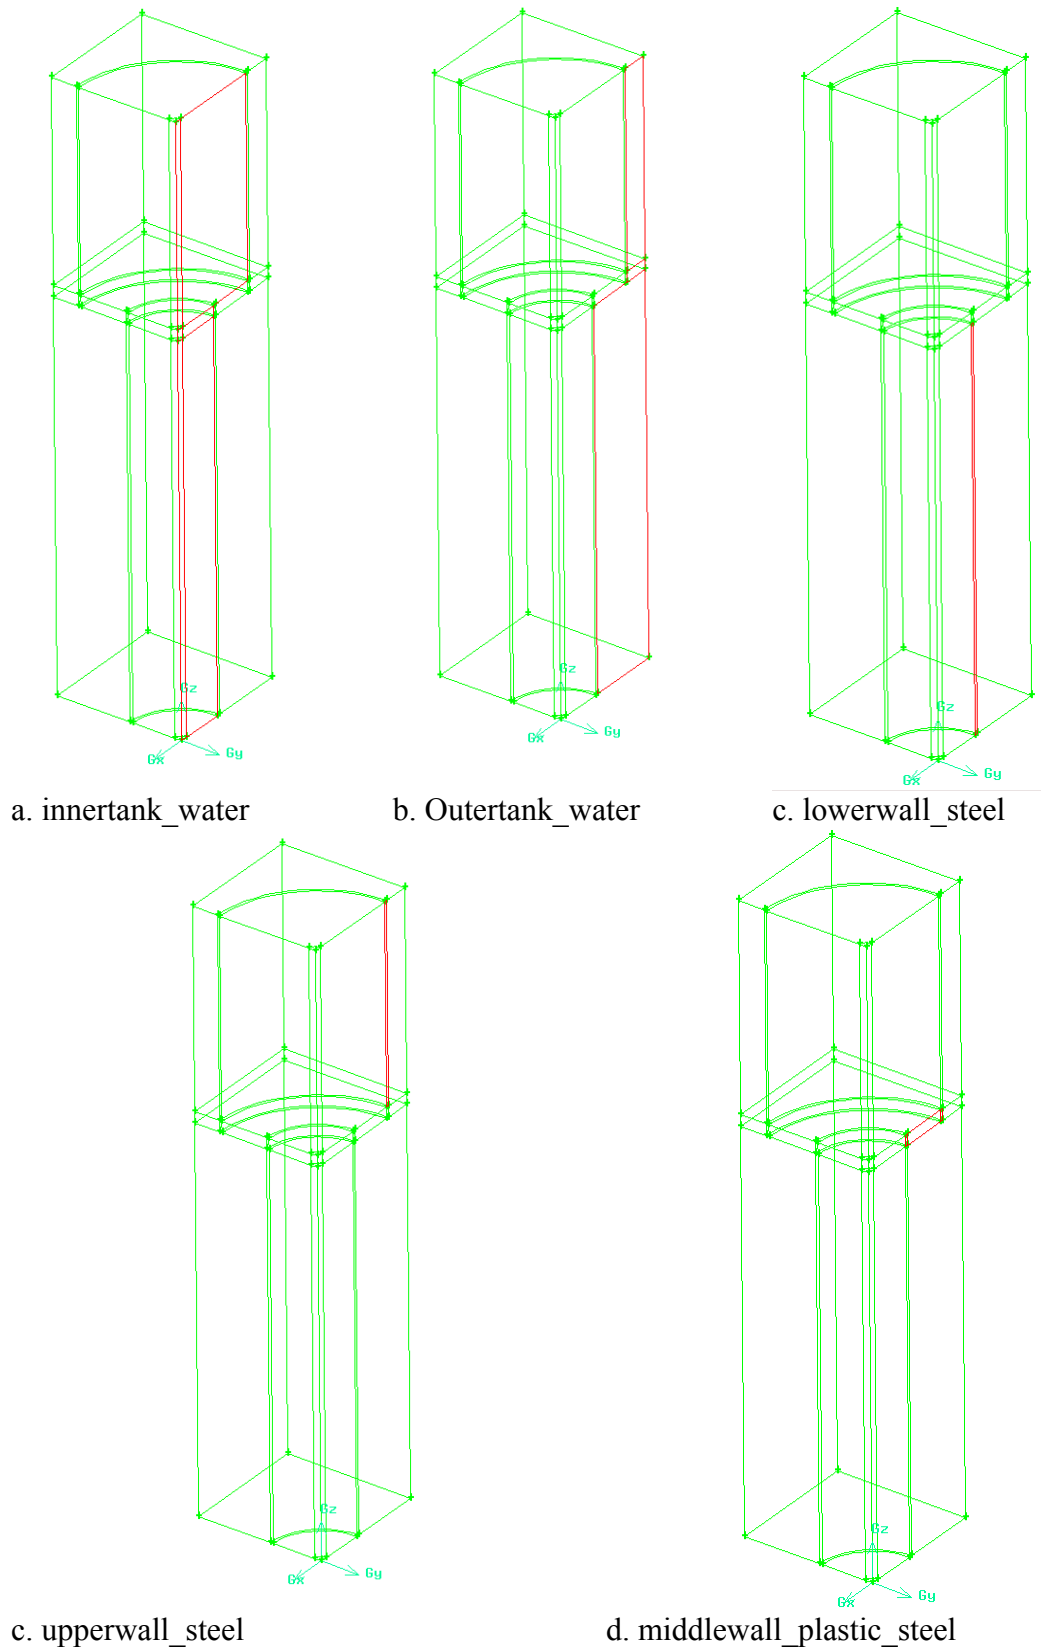 Gz Gx Gy
Gz Gx Gy
Gz Gx Gy
a. innertank_water
b. Outertank_water
c. lowerwall_steel
Gz Gx Gy
Gz Gx Gy
c. upperwall_steel
d. middlewall_plastic_steel